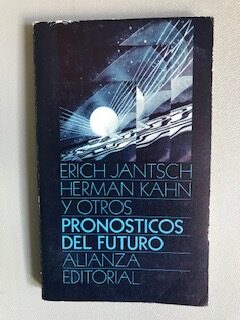 ERICH JANTSCH
HERMAN KAHN
Y OTROS
PRONOSTICOS
DEL FUTURO
ALIANZA
EDITORIAL